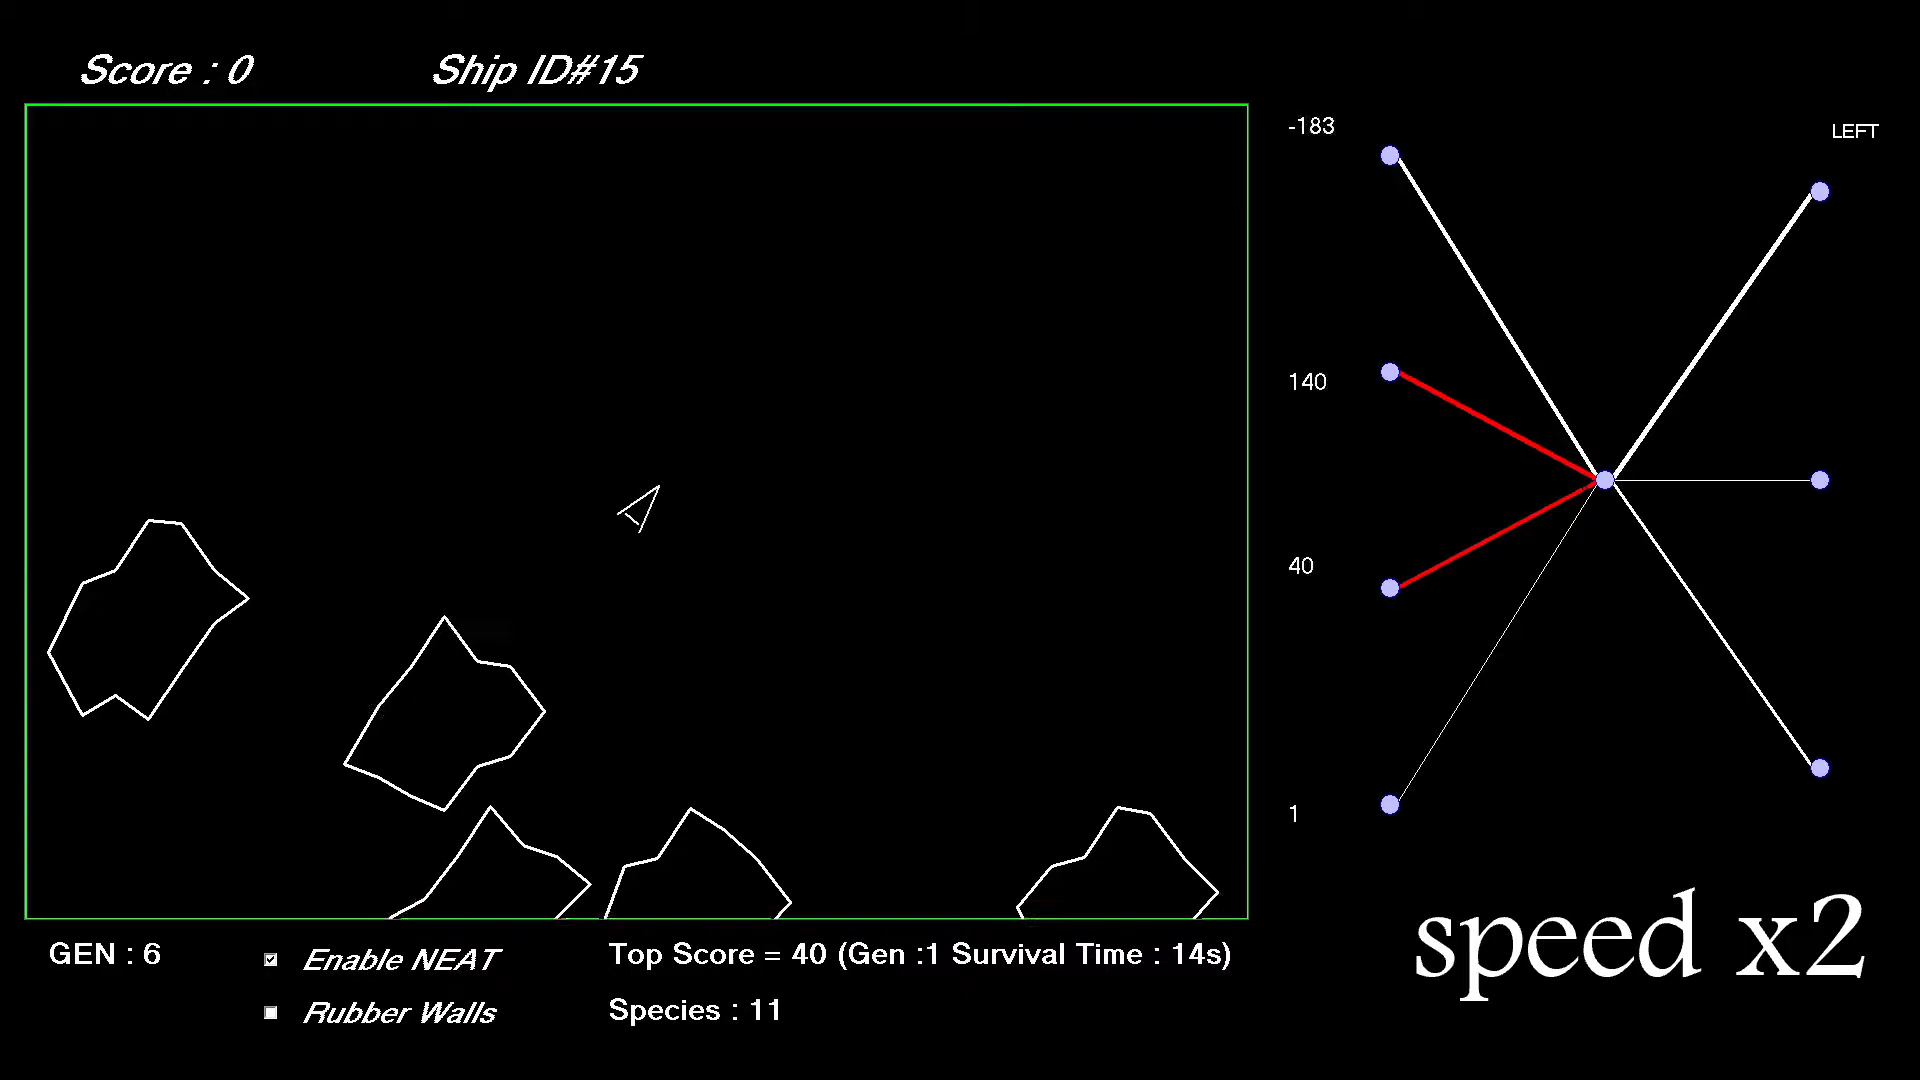 Score : 0
Ship ID#15
-183
LEFT
140
40
1
speed x2
GEN : 6
Enable NEAT
Top Score = 40 (Gen :1 Survival Time : 14s)
Rubber Walls
Species : 11